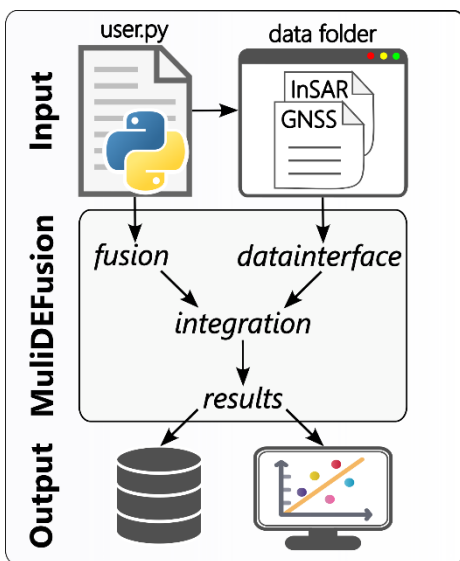 user.py
data folder
Input
InSAR
GNSS
MuliDEFusion
fusion
datainterface
integration
results
Output